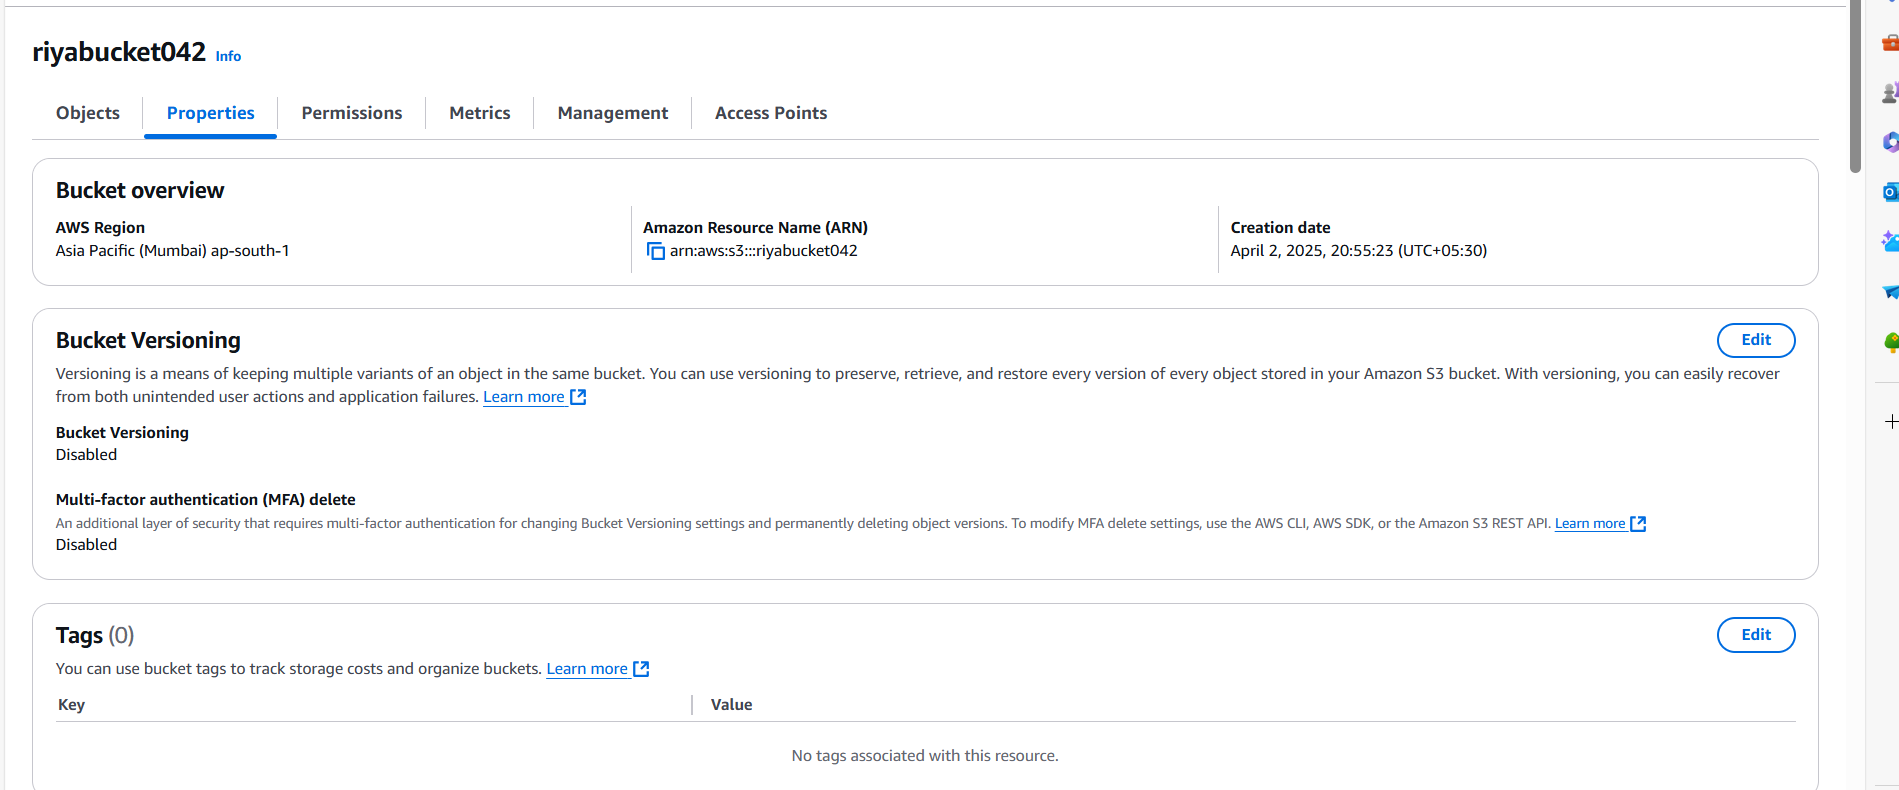 riyabucket042 Info
Objects Properties Permissions Metrics Management Access Points
Bucket overview
AWS Region
Asia Pacific (Mumbai) ap-south-1
Amazon Resource Name (ARN)
arn:aws:s3:::riyabucket042
Creation date
April 2, 2025, 20:55:23 (UTC+05:30)
Bucket Versioning
Edit
Versioning is a means of keeping multiple variants of an object in the same bucket. You can use versioning to preserve, retrieve, and restore every version of every object stored in your Amazon S3 bucket. With versioning, you can easily recover
from both unintended user actions and application failures. Learn more
Bucket Versioning
Disabled
Multi-factor authentication (MFA) delete
An additional layer of security that requires multi-factor authentication for changing Bucket Versioning settings and permanently deleting object versions. To modify MFA delete settings, use the AWS CLI, AWS SDK, or the Amazon S3 REST API. Learn more
Disabled
Tags (0)
Edit
You can use bucket tags to track storage costs and organize buckets. Learn more
Key Value
No tags associated with this resource.